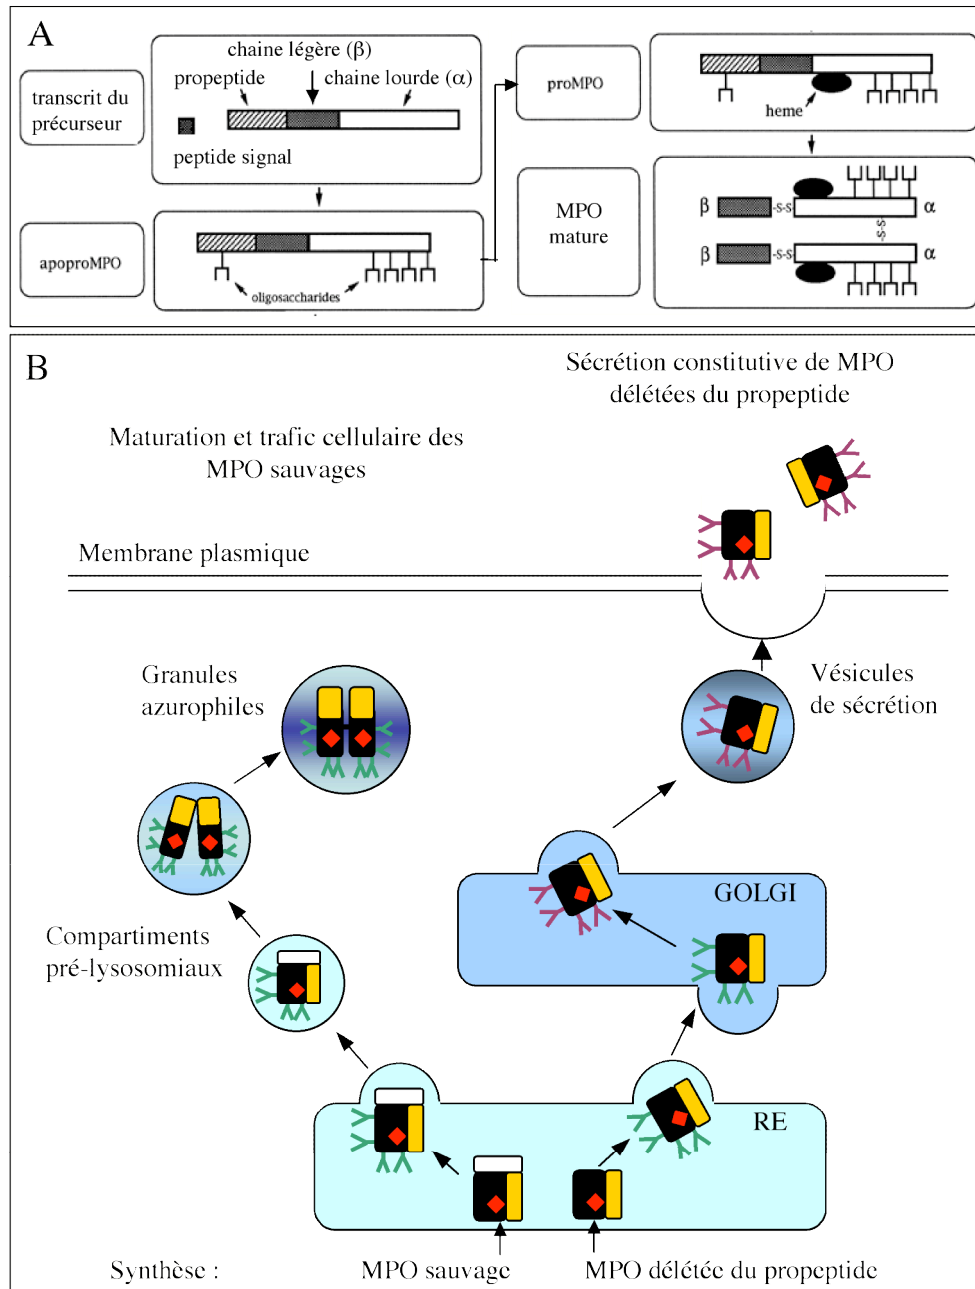 A
transcrit du
précurseur
chaine légère (β)
propeptide
chaine lourde (α)
peptide signal
apoproMPO
oligosaccharides
proMPO
heme
MPO
mature
β
-s-s-
α
-s-s-
β
-s-s-
α
B
Sécrétion constitutive de MPO
délétées du propeptide
Maturation et trafic cellulaire des
MPO sauvages
Membrane plasmique
Granules
azurophiles
Vésicules
de sécrétion
GOLGI
Compartiments
pré-lysosomiaux
RE
Synthèse :
MPO sauvage
MPO délétée du propeptide